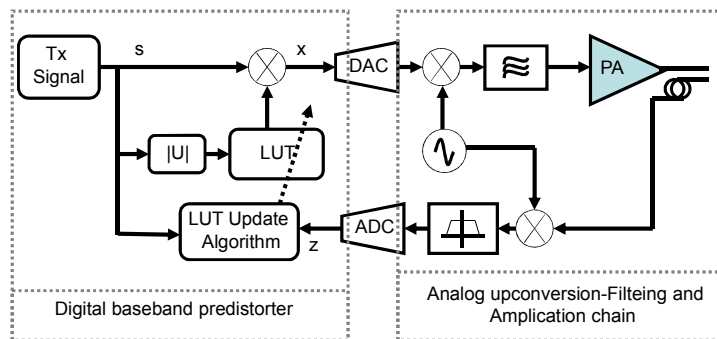 Tx
Signal
s
x
DAC
PA
|U|
LUT
LUT Update
Algorithm
z
ADC
Digital baseband predistorter
Analog upconversion-Filteing and
Amplication chain